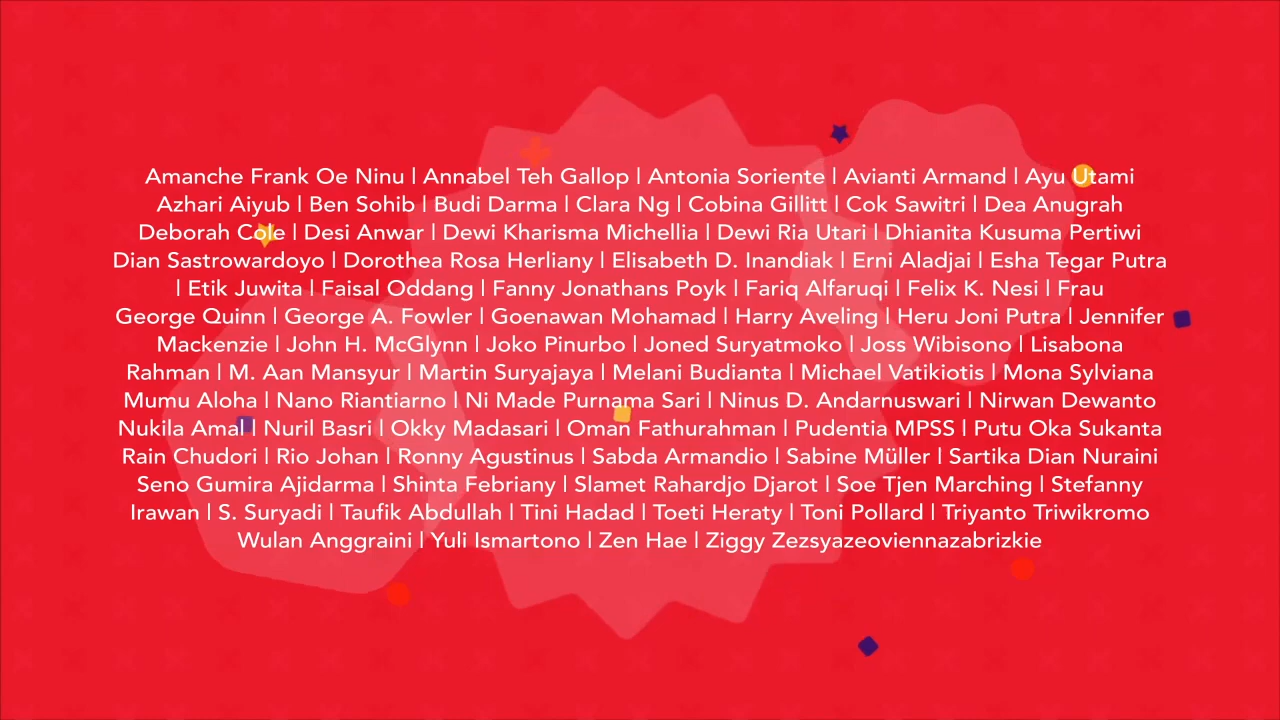 Amanche Frank Oe Ninu | Annabel Teh Gallop | Antonia Soriente | Avianti Armand | Ayu Utami
Azhari Aiyub | Ben Sohib | Budi Darma | Clara Ng | Cobina Gillitt | Cok Sawitri | Dea Anugrah
Deborah Cole | Desi Anwar | Dewi Kharisma Michellia | Dewi Ria Utari | Dhianita Kusuma Pertiwi
Dian Sastrowardoyo | Dorothea Rosa Herliany | Elisabeth D. Inandiak | Erni Aladjai | Esha Tegar Putra
| Etik Juwita | Faisal Oddang | Fanny Jonathans Poyk | Fariq Alfaruqi | Felix K. Nesi | Frau
George Quinn | George A. Fowler | Goenawan Mohamad | Harry Aveling | Heru Joni Putra | Jennifer
Mackenzie | John H. McGlynn | Joko Pinurbo | Joned Suryatmoko | Joss Wibisono | Lisabona
Rahman | M. Aan Mansyur | Martin Suryajaya | Melani Budianta | Michael Vatikiotis | Mona Sylviana
Mumu Aloha | Nano Riantiarno | Ni Made Purnama Sari | Ninus D. Andarnuswari | Nirwan Dewanto
Nukila Amal | Nuril Basri | Okky Madasari | Oman Fathurahman | Pudentia MPSS | Putu Oka Sukanta
Rain Chudori | Rio Johan | Ronny Agustinus | Sabda Armandio | Sabine Müller | Sartika Dian Nuraini
Seno Gumira Ajidarma | Shinta Febriany | Slamet Rahardjo Djarot | Soe Tjen Marching | Stefanny
Irawan | S. Suryadi | Taufik Abdullah | Tini Hadad | Toeti Heraty | Toni Pollard | Triyanto Triwikromo
Wulan Anggraini | Yuli Ismartono | Zen Hae | Ziggy Zezsyazeoviennazabrizkie